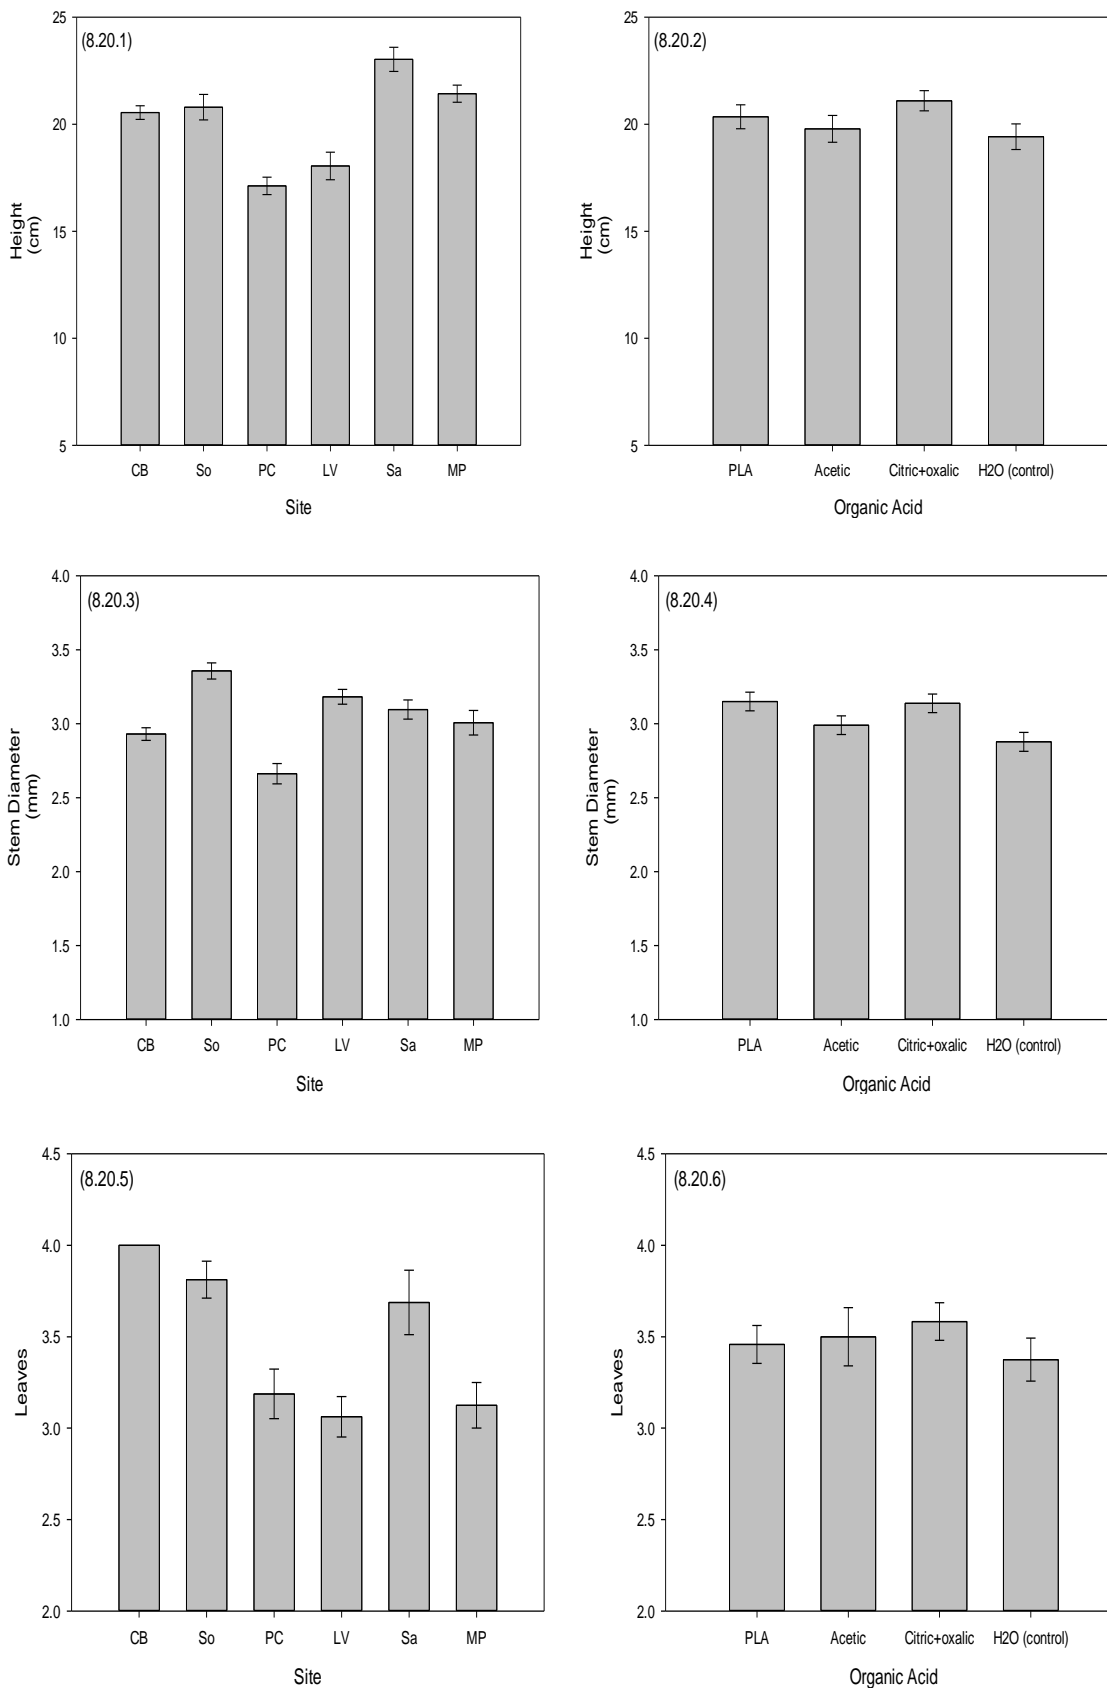 (8.20.1)
25
20
15
10
5
Height
(cm)
CB So PC LV Sa MP
Site
(8.20.2)
25
20
15
10
5
Height
(cm)
PLA Acetic Citric+oxalic H2O (control)
Organic Acid
(8.20.3)
4.0
3.5
3.0
2.5
2.0
1.5
1.0
Stem Diameter
(mm)
CB So PC LV Sa MP
Site
(8.20.4)
4.0
3.5
3.0
2.5
2.0
1.5
1.0
Stem Diameter
(mm)
PLA Acetic Citric+oxalic H2O (control)
Organic Acid
(8.20.5)
4.5
4.0
3.5
3.0
2.5
2.0
Leaves
CB So PC LV Sa MP
Site
(8.20.6)
4.5
4.0
3.5
3.0
2.5
2.0
Leaves
PLA Acetic Citric+oxalic H2O (control)
Organic Acid